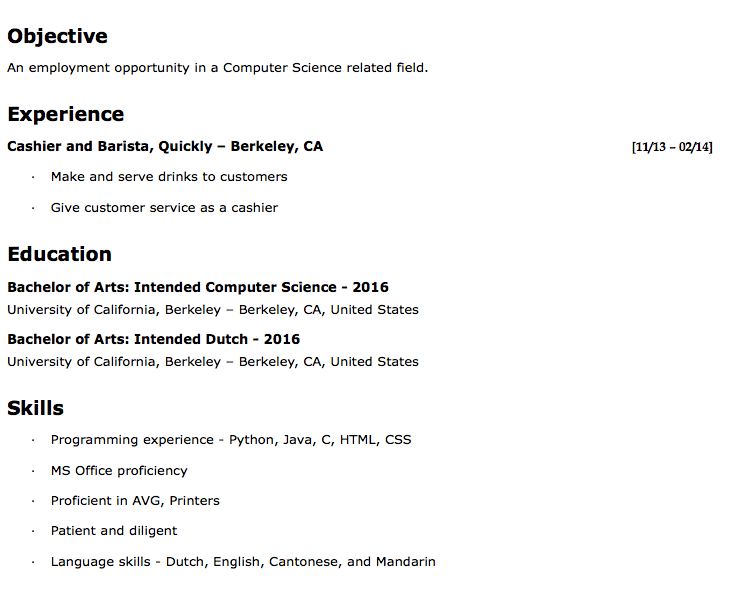 Objective
An employment opportunity in a Computer Science related field.
Experience
Cashier and Barista, Quickly – Berkeley, CA [11/13 – 02/14]
· Make and serve drinks to customers
· Give customer service as a cashier
Education
Bachelor of Arts: Intended Computer Science - 2016
University of California, Berkeley – Berkeley, CA, United States
Bachelor of Arts: Intended Dutch - 2016
University of California, Berkeley – Berkeley, CA, United States
Skills
· Programming experience - Python, Java, C, HTML, CSS
· MS Office proficiency
· Proficient in AVG, Printers
· Patient and diligent
· Language skills - Dutch, English, Cantonese, and Mandarin